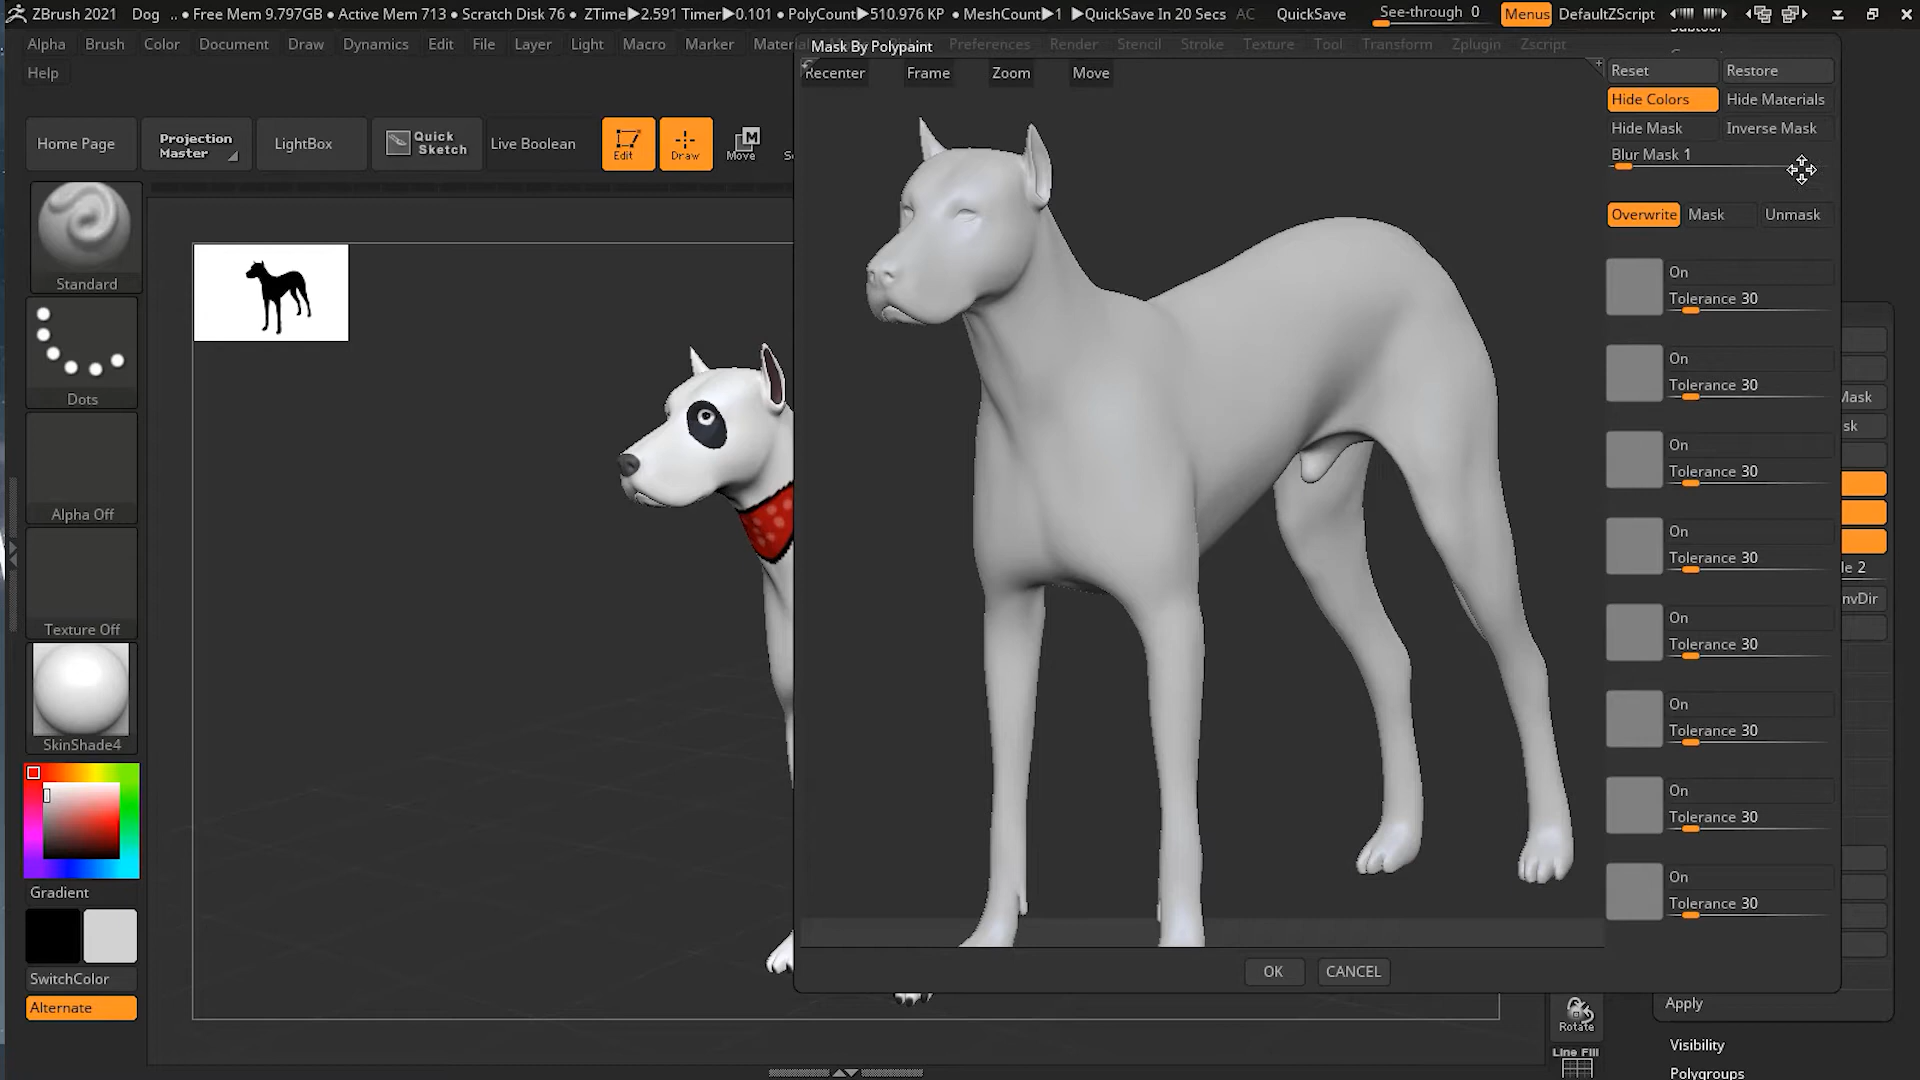 ZBrush 2021 Dog .. • Free Mem 9.797GB • Active Mem 713 • Scratch Disk 76 • ZTime▶2.591 Timer▶0.101 • PolyCount▶510.976 KP • MeshCount▶1 ▶QuickSave In 20 Secs AC QuickSave See-through 0 Menus DefaultZScript
Alpha Brush Color Document Draw Dynamics Edit File Layer Light Macro Marker Preferences Render Stencil Stroke Texture Tool Transform Zplugin Zscript
Help
Mask By Polypaint
Recenter Frame Zoom Move
Home Page
Projection
Master
LightBox
Quick
Sketch
Live Boolean
Edit
Draw
Move
M
Standard
Dots
Alpha Off
Texture Off
SkinShade4
Gradient
SwitchColor
Alternate
Reset Restore
Hide Colors Hide Materials
Hide Mask Inverse Mask
Blur Mask 1
Overwrite Mask Unmask
On
Tolerance 30
On
Tolerance 30
On
Tolerance 30
On
Tolerance 30
On
Tolerance 30
On
Tolerance 30
On
Tolerance 30
On
Tolerance 30
OK CANCEL
Mask
sk
le 2
nvDir
Apply
Visibility
Polygroups
Rotate
Line Fill